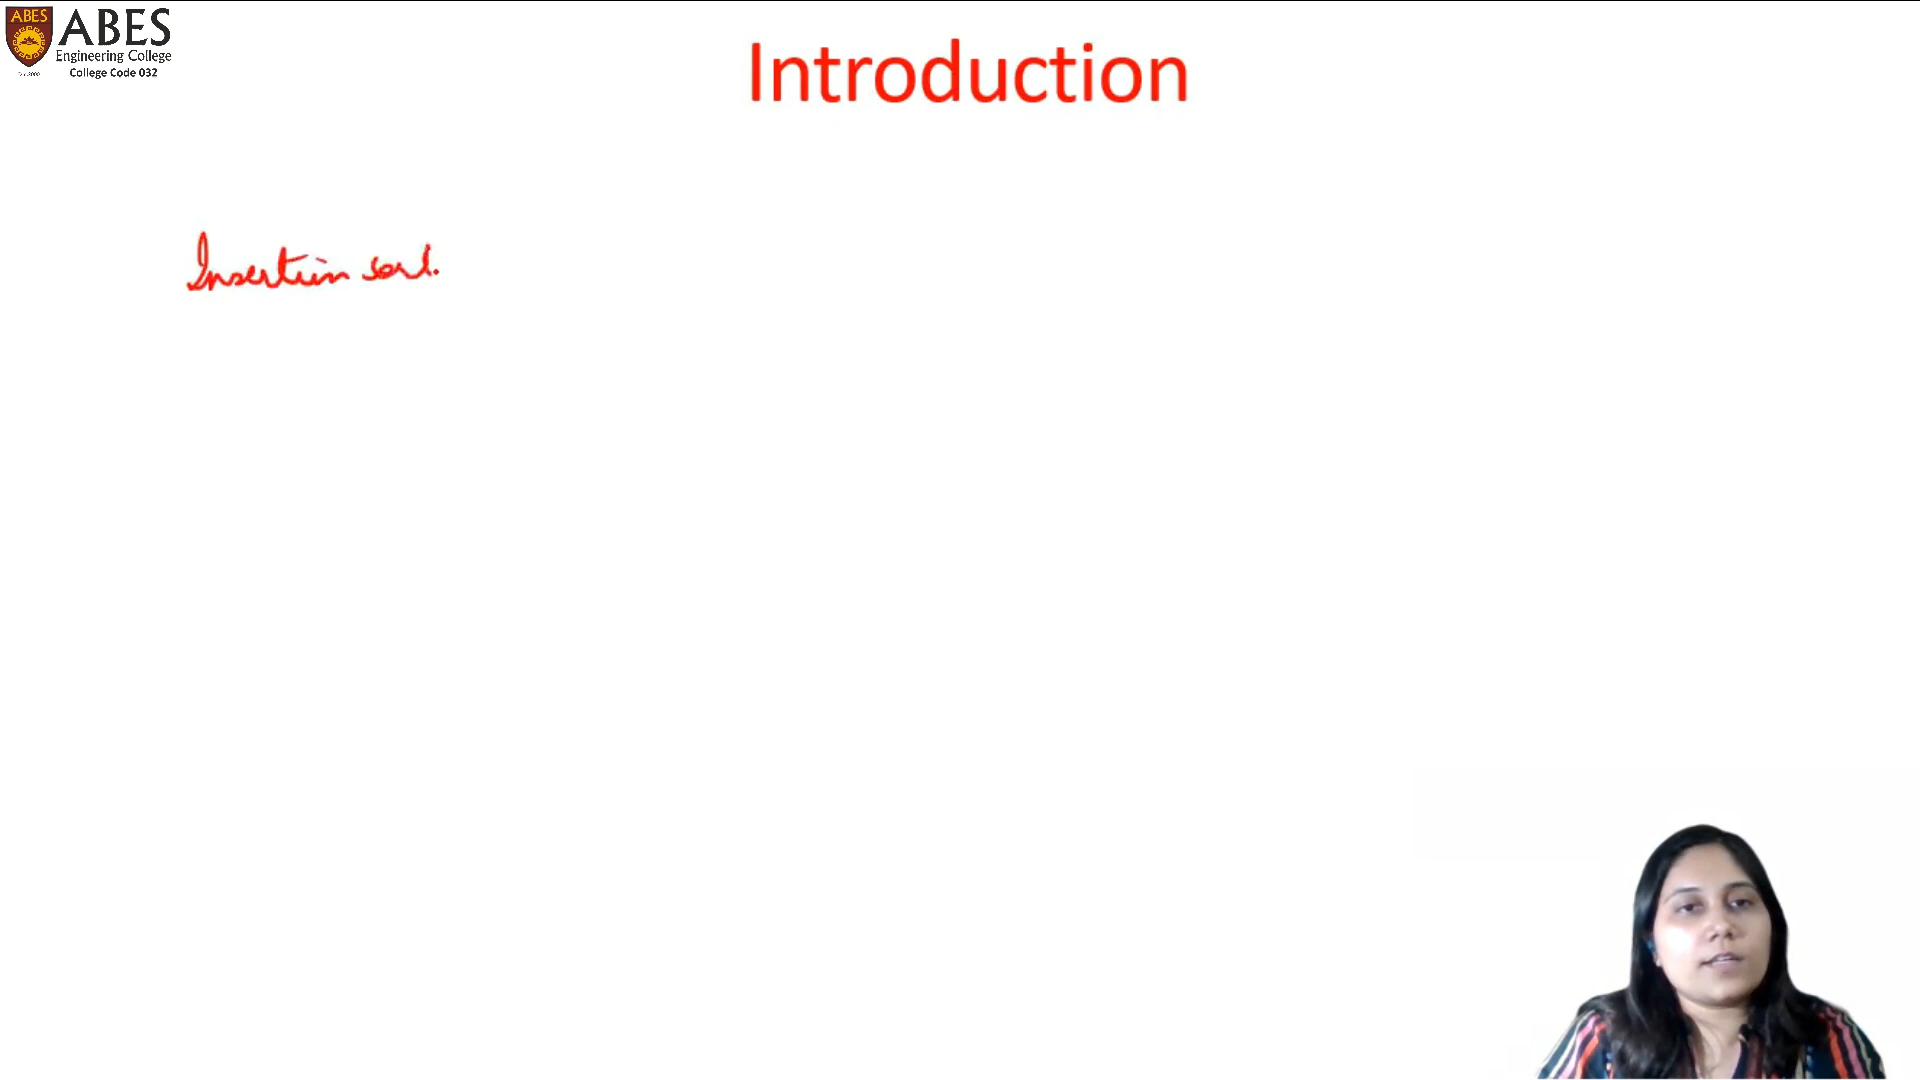 ABES
ABES
Engineering College
College Code 032
Introduction
Insertion sort.